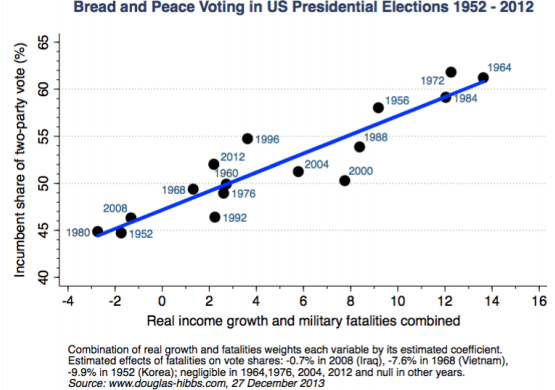 Bread and Peace Voting in US Presidential Elections 1952 - 2012
Incumbent share of two-party vote (%)
65
60
55
50
45
40
1964
1972
1984
1956
1996
1988
2012
2004
2000
1960
1968
1976
2008
1992
1980
1952
-4 -2 0 2 4 6 8 10 12 14 16
Real income growth and military fatalities combined
Combination of real growth and fatalities weights each variable by its estimated coefficient.
Estimated effects of fatalities on vote shares: -0.7% in 2008 (Iraq), -7.6% in 1968 (Vietnam),
-9.9% in 1952 (Korea); negligible in 1964,1976, 2004, 2012 and null in other years.
Source: www.douglas-hibbs.com, 27 December 2013